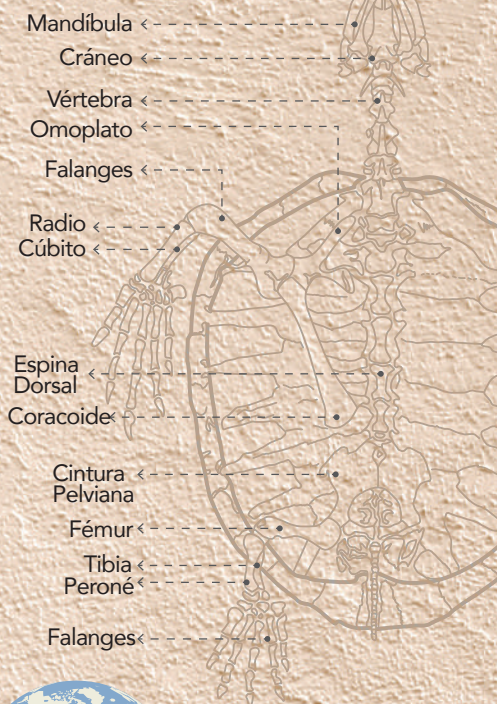 Mandíbula
Cráneo
Vértebra
Omoplato
Falanges
Radio
Cúbito
Espina
Dorsal
Coracoide
Cintura
Pelviana
Fémur
Tibia
Peroné
Falanges